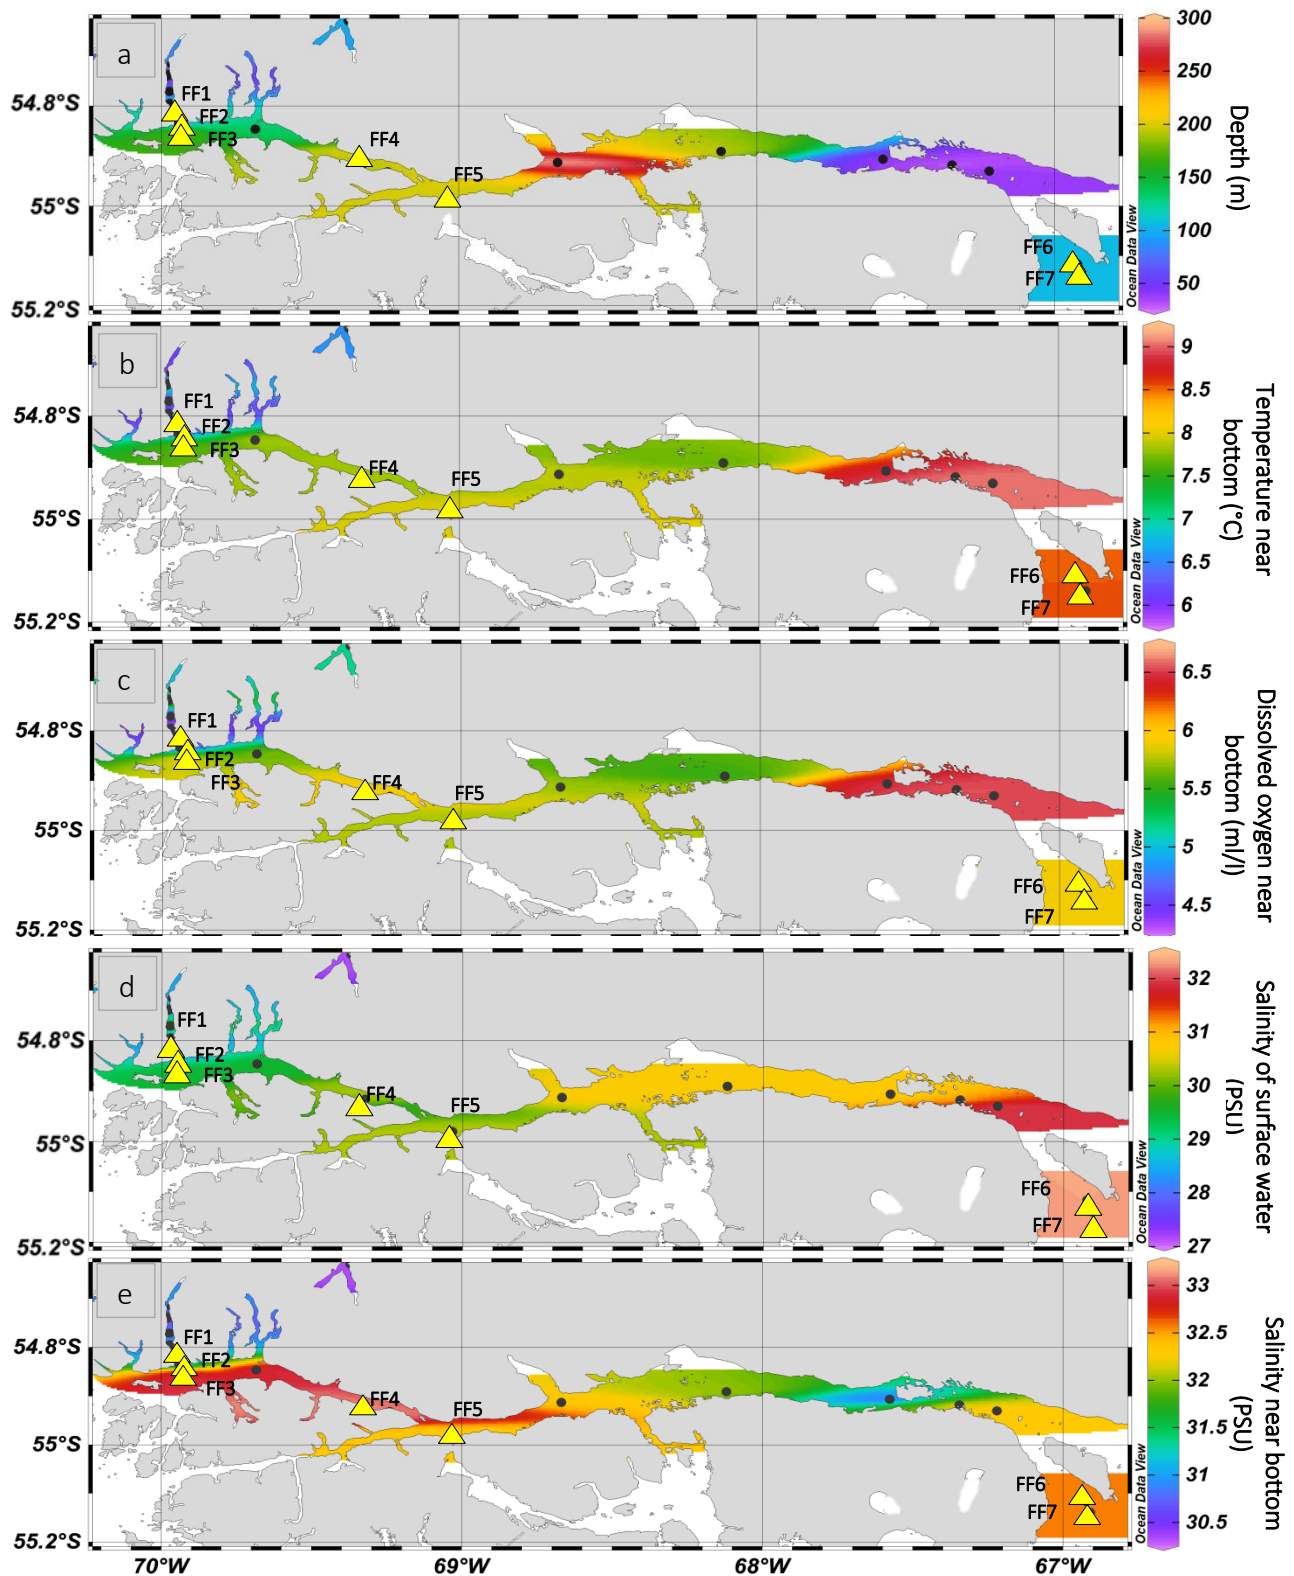 a
FF1
FF2
FF3
FF4
FF5
FF6
FF7
54.8°S
55°S
55.2°S
Ocean Data View
300
250
200
150
100
50
Depth (m)
b
FF1
FF2
FF3
FF4
FF5
FF6
FF7
54.8°S
55°S
55.2°S
Ocean Data View
9
8.5
8
7.5
7
6.5
6
Temperature near
bottom (°C)
c
FF1
FF2
FF3
FF4
FF5
FF6
FF7
54.8°S
55°S
55.2°S
Ocean Data View
6.5
6
5.5
5
4.5
Dissolved oxygen near
bottom (ml/l)
d
FF1
FF2
FF3
FF4
FF5
FF6
FF7
54.8°S
55°S
55.2°S
Ocean Data View
32
31
30
29
28
27
Salinity of surface water
(PSU)
e
FF1
FF2
FF3
FF4
FF5
FF6
FF7
54.8°S
55°S
55.2°S
Ocean Data View
33
32.5
32
31.5
31
30.5
Salinity near bottom
(PSU)
70°W
69°W
68°W
67°W